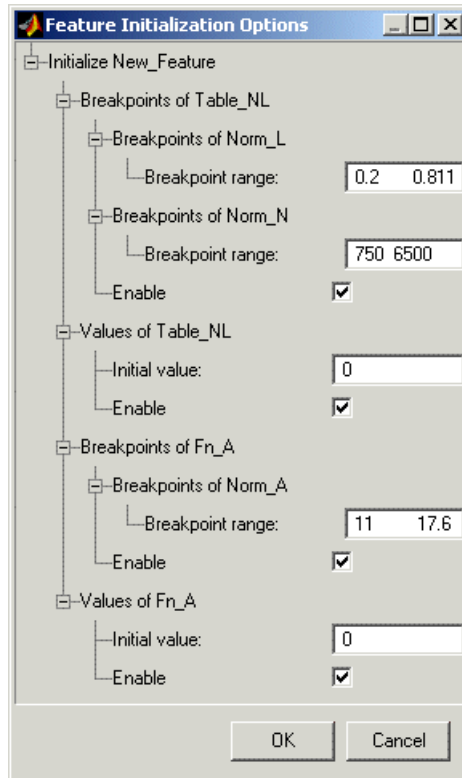 Feature Initialization Options
Initialize New_Feature
Breakpoints of Table_NL
Breakpoints of Norm_L
Breakpoint range: 0.2 0.811
Breakpoints of Norm_N
Breakpoint range: 750 6500
Enable
Values of Table_NL
Initial value: 0
Enable
Breakpoints of Fn_A
Breakpoints of Norm_A
Breakpoint range: 11 17.6
Enable
Values of Fn_A
Initial value: 0
Enable
OK Cancel